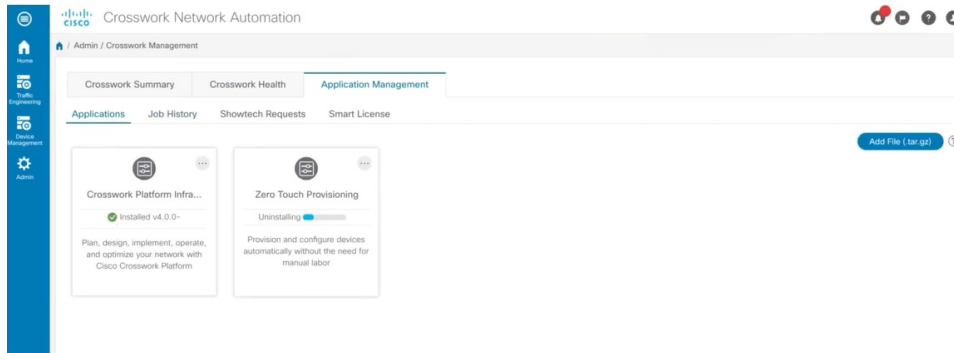 cisco Crosswork Network Automation
/ Admin / Crosswork Management
Home
Traffic
Engineering
Device
Management
Admin
Crosswork Summary Crosswork Health Application Management
Applications Job History Showtech Requests Smart License
Add File (.tar.gz)
Crosswork Platform Infra...
Installed v4.0.0-
Plan, design, implement, operate,
and optimize your network with
Cisco Crosswork Platform
Zero Touch Provisioning
Uninstalling
Provision and configure devices
automatically without the need for
manual labor